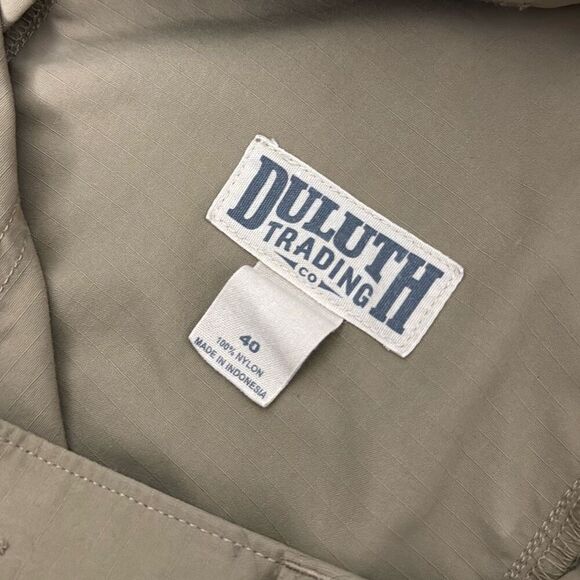 DULUTH
TRADING
CO
40
100% NYLON
MADE IN INDONESIA